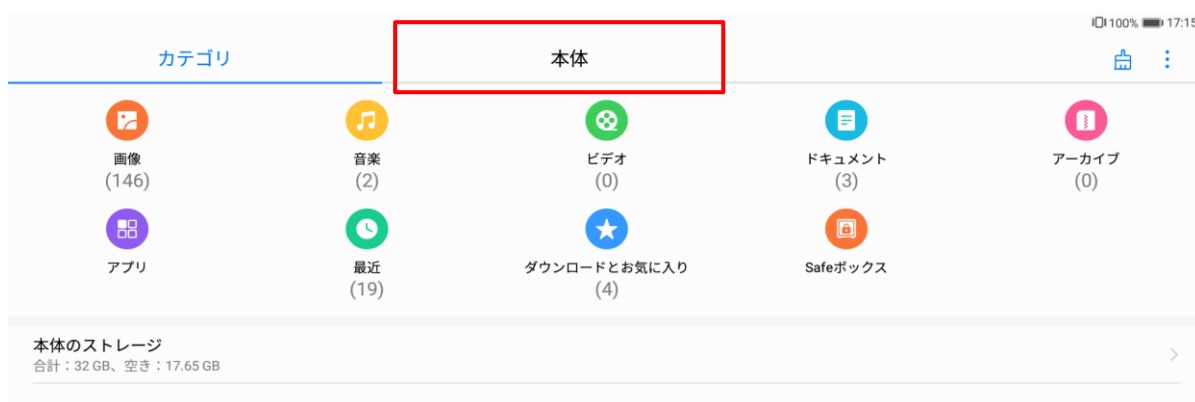 100% 17:15
カテゴリ 本体
画像 音楽 ビデオ ドキュメント アーカイブ
(146) (2) (0) (3) (0)
アプリ 最近 ダウンロードとお気に入り Safeボックス
(19) (4)
本体のストレージ
合計：32 GB、空き：17.65 GB